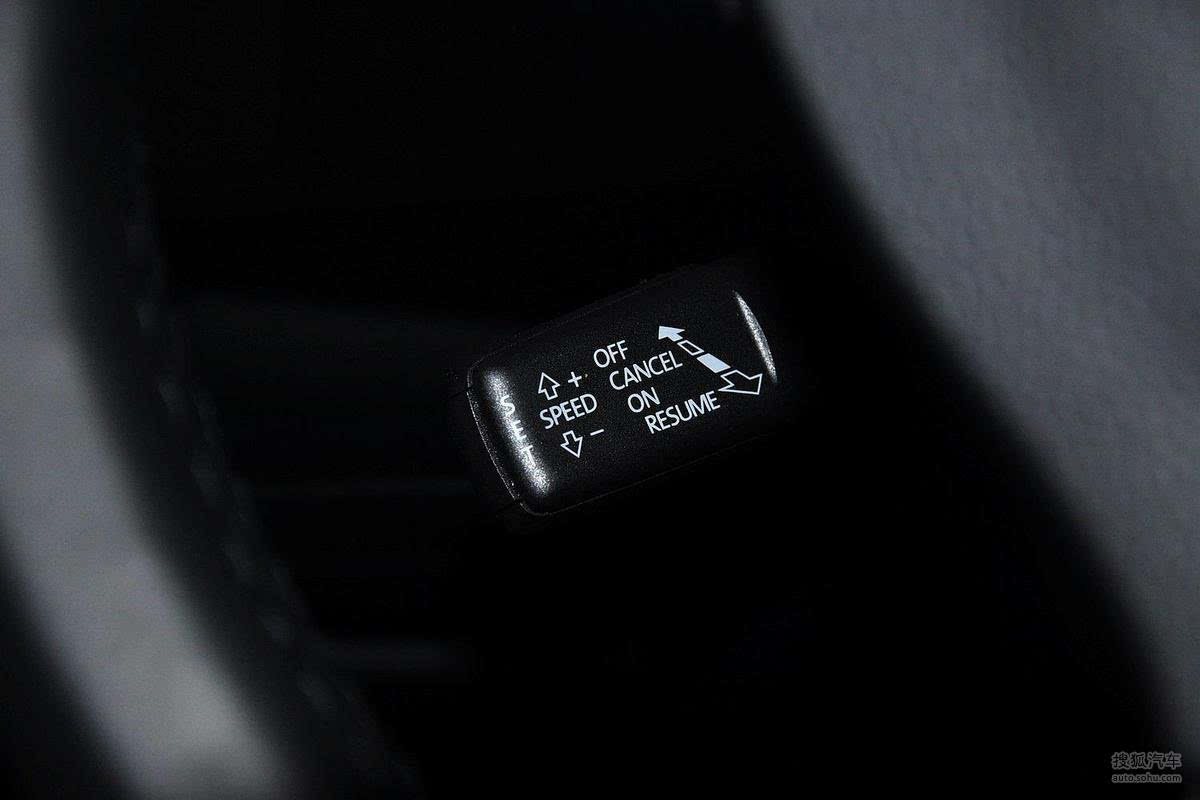 SET
+
SPEED
−
OFF
CANCEL
ON
RESUME
搜狐汽车
auto.sohu.com